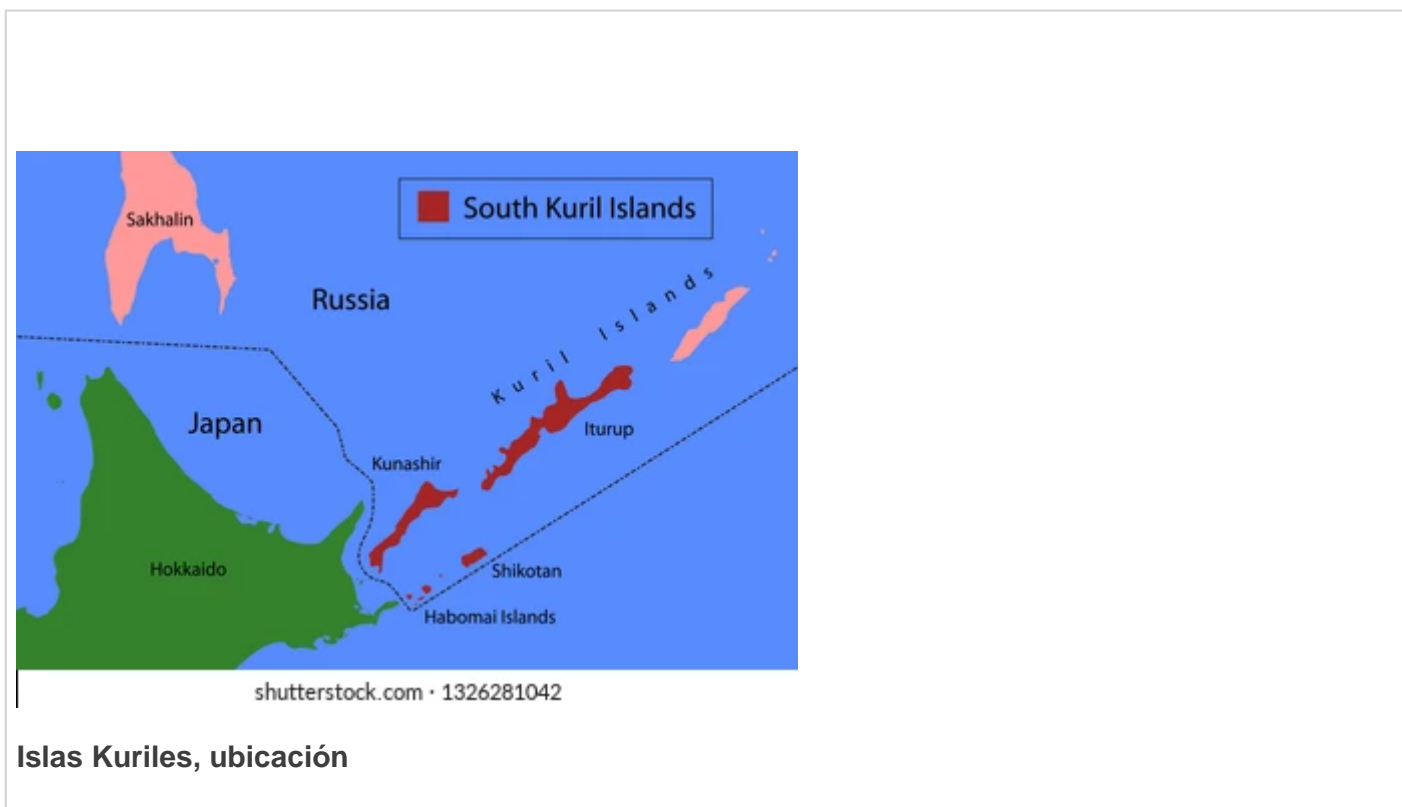 Sakhalin
South Kuril Islands
Russia
Kuril Islands
Japan
Iturup
Kunashir
Hokkaido
Shikotan
Habomai Islands
shutterstock.com · 1326281042
Islas Kuriles, ubicación